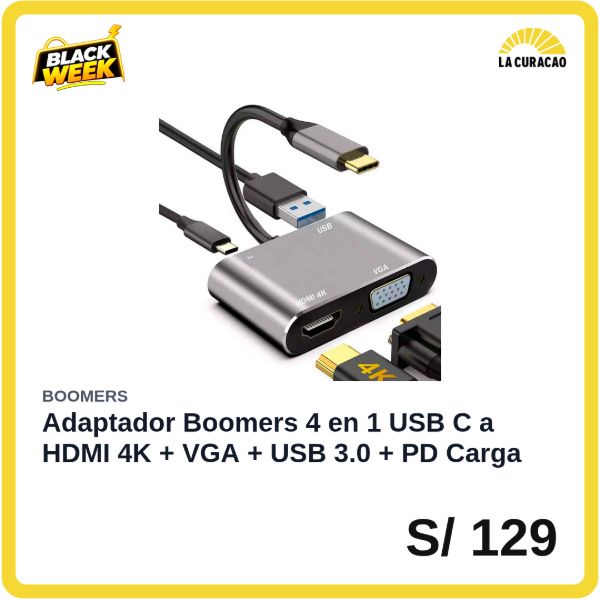 BLACK
WEEK
LA CURACAO
USB
HDMI 4K
VGA
4K
BOOMERS
Adaptador Boomers 4 en 1 USB C a
HDMI 4K + VGA + USB 3.0 + PD Carga
S/ 129